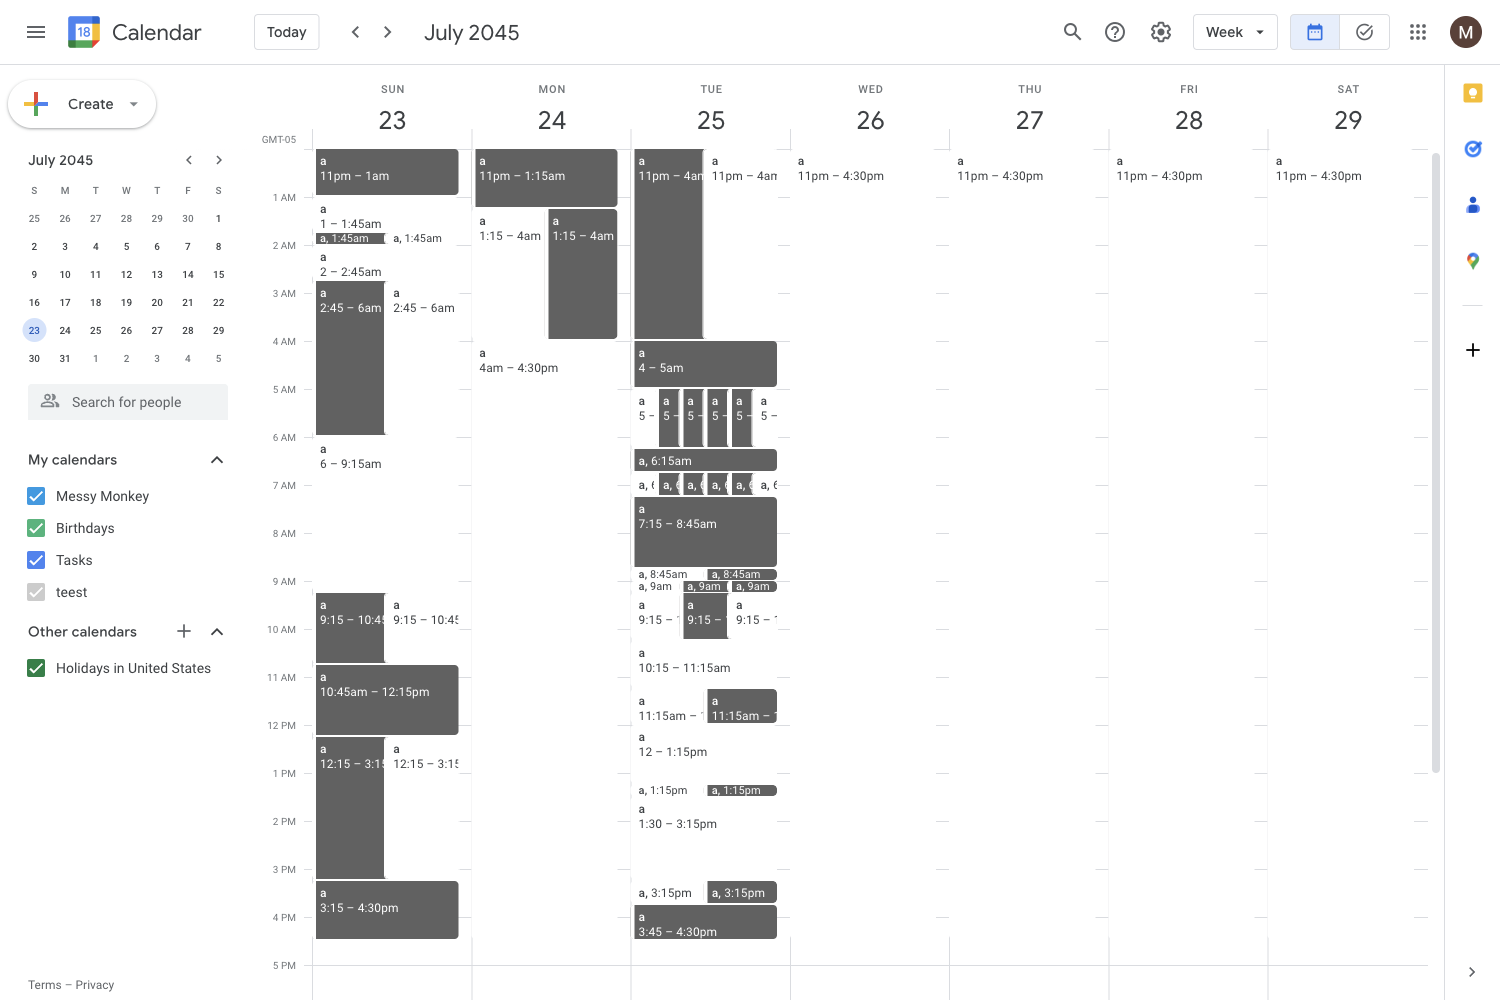 18
Calendar
Today
July 2045
Week
M
Create
July 2045
S M T W T F S
25 26 27 28 29 30 1
2 3 4 5 6 7 8
9 10 11 12 13 14 15
16 17 18 19 20 21 22
23 24 25 26 27 28 29
30 31 1 2 3 4 5
Search for people
My calendars
Messy Monkey
Birthdays
Tasks
teest
Other calendars
Holidays in United States
Terms – Privacy
SUN MON TUE WED THU FRI SAT
23 24 25 26 27 28 29
GMT-05
1 AM
2 AM
3 AM
4 AM
5 AM
6 AM
7 AM
8 AM
9 AM
10 AM
11 AM
12 PM
1 PM
2 PM
3 PM
4 PM
5 PM
a
11pm – 1am
a
1 – 1:45am
a, 1:45am
a, 1:45am
a
2 – 2:45am
a
2:45 – 6am
a
2:45 – 6am
a
6 – 9:15am
a
9:15 – 10:45
a
9:15 – 10:45
a
10:45am – 12:15pm
a
12:15 – 3:15
a
12:15 – 3:15
a
3:15 – 4:30pm
a
11pm – 1:15am
a
1:15 – 4am
a
1:15 – 4am
a
4am – 4:30pm
a
11pm – 4am
a
11pm – 4am
a
4 – 5am
a
5 –
a
5 –
a
5 –
a
5 –
a
5 –
a
5 –
a, 6:15am
a, 6
a, 6
a, 6
a, 6
a, 6
a, 6
a
7:15 – 8:45am
a, 8:45am
a, 8:45am
a, 9am
a, 9am
a, 9am
a
9:15 –
a
9:15 –
a
9:15 –
a
10:15 – 11:15am
a
11:15am –
a
11:15am –
a
12 – 1:15pm
a, 1:15pm
a, 1:15pm
a
1:30 – 3:15pm
a, 3:15pm
a, 3:15pm
a
3:45 – 4:30pm
a
11pm – 4:30pm
a
11pm – 4:30pm
a
11pm – 4:30pm
a
11pm – 4:30pm